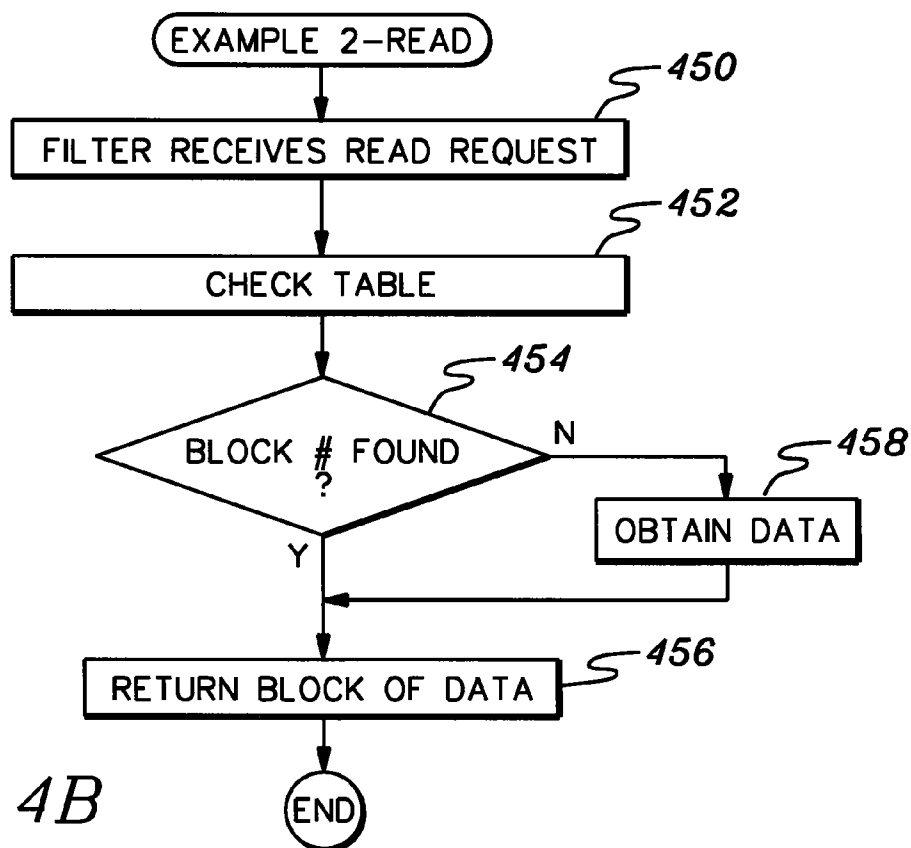 EXAMPLE 2-READ
450
FILTER RECEIVES READ REQUEST
452
CHECK TABLE
454
BLOCK # FOUND
?
N
458
OBTAIN DATA
Y
456
RETURN BLOCK OF DATA
END
4B